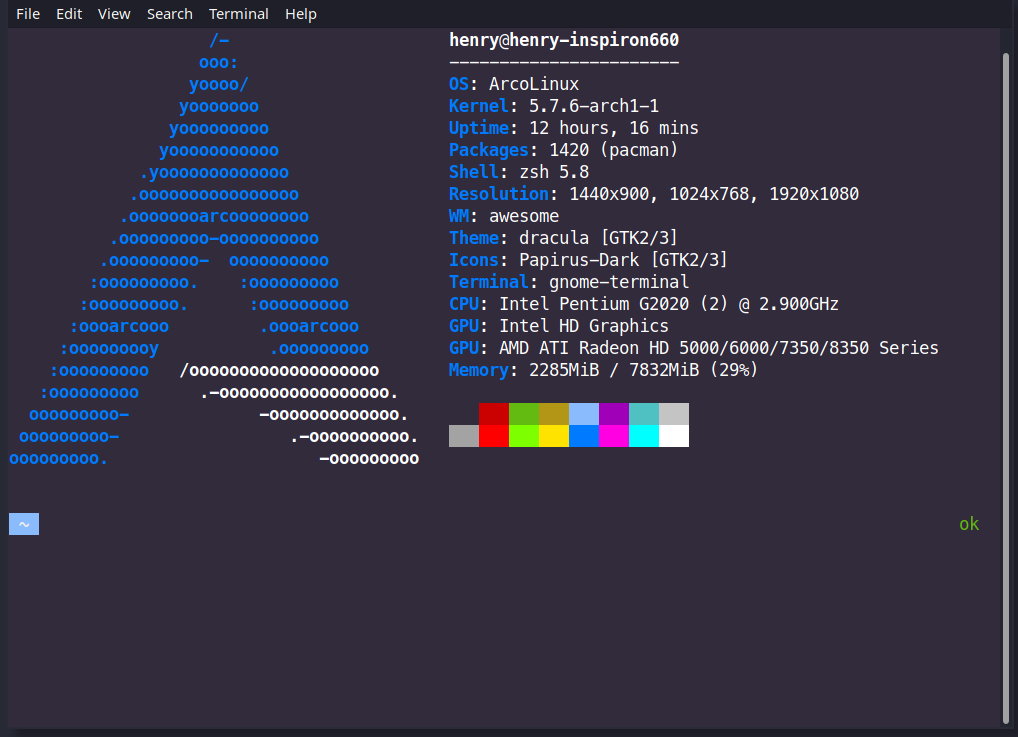 File Edit View Search Terminal Help
/-
ooo:
yoooo/
yooooooo
yooooooooo
yooooooooooo
.yooooooooooooo
.oooooooooooooooo
.oooooooarcoooooooo
.ooooooooo-oooooooooo
.ooooooooo-  oooooooooo
:ooooooooo.    :ooooooooo
:ooooooooo.      :ooooooooo
:oooarcooo         .oooarcooo
:ooooooooy           .ooooooooo
:ooooooooo   /ooooooooooooooooooo
:ooooooooo      .-ooooooooooooooooo.
ooooooooo-             -ooooooooooooo.
ooooooooo-                 .-oooooooooo.
ooooooooo.                     -ooooooooo
henry@henry-inspiron660
-----------------------
OS: ArcoLinux
Kernel: 5.7.6-arch1-1
Uptime: 12 hours, 16 mins
Packages: 1420 (pacman)
Shell: zsh 5.8
Resolution: 1440x900, 1024x768, 1920x1080
WM: awesome
Theme: dracula [GTK2/3]
Icons: Papirus-Dark [GTK2/3]
Terminal: gnome-terminal
CPU: Intel Pentium G2020 (2) @ 2.900GHz
GPU: Intel HD Graphics
GPU: AMD ATI Radeon HD 5000/6000/7350/8350 Series
Memory: 2285MiB / 7832MiB (29%)
~ ok